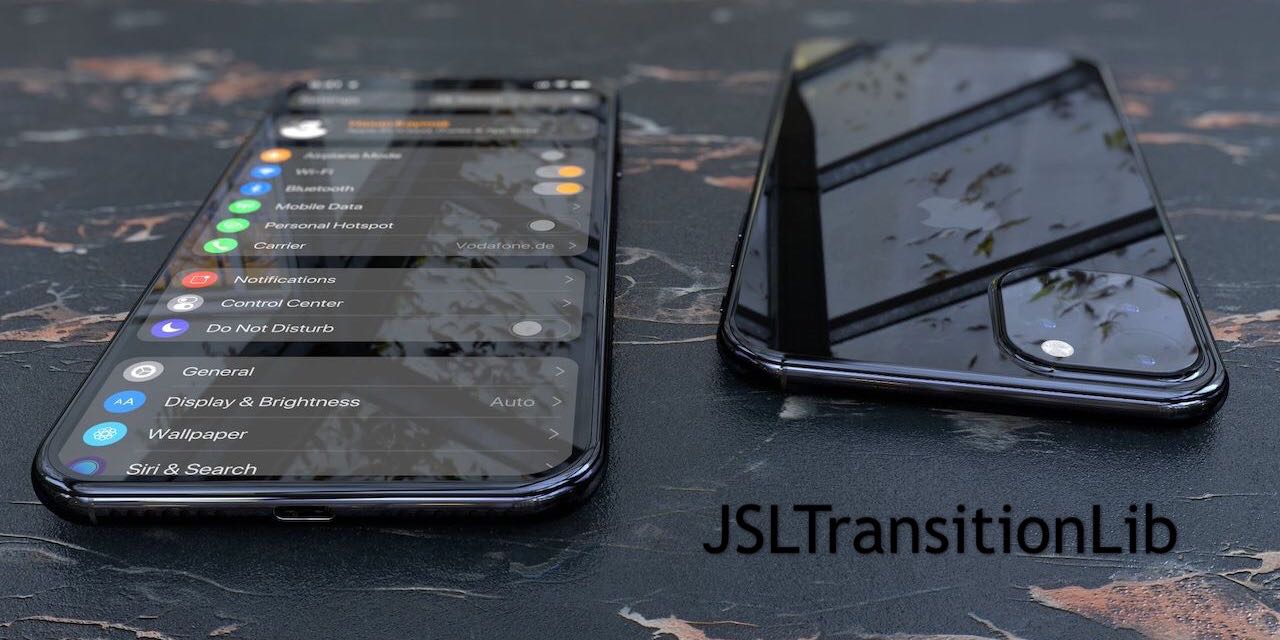 Airplane Mode
Wi-Fi
Bluetooth
Mobile Data
Personal Hotspot
Carrier Vodafone.de
Notifications
Control Center
Do Not Disturb
General
AA Display & Brightness Auto
Wallpaper
Siri & Search
JSLTransitionLib